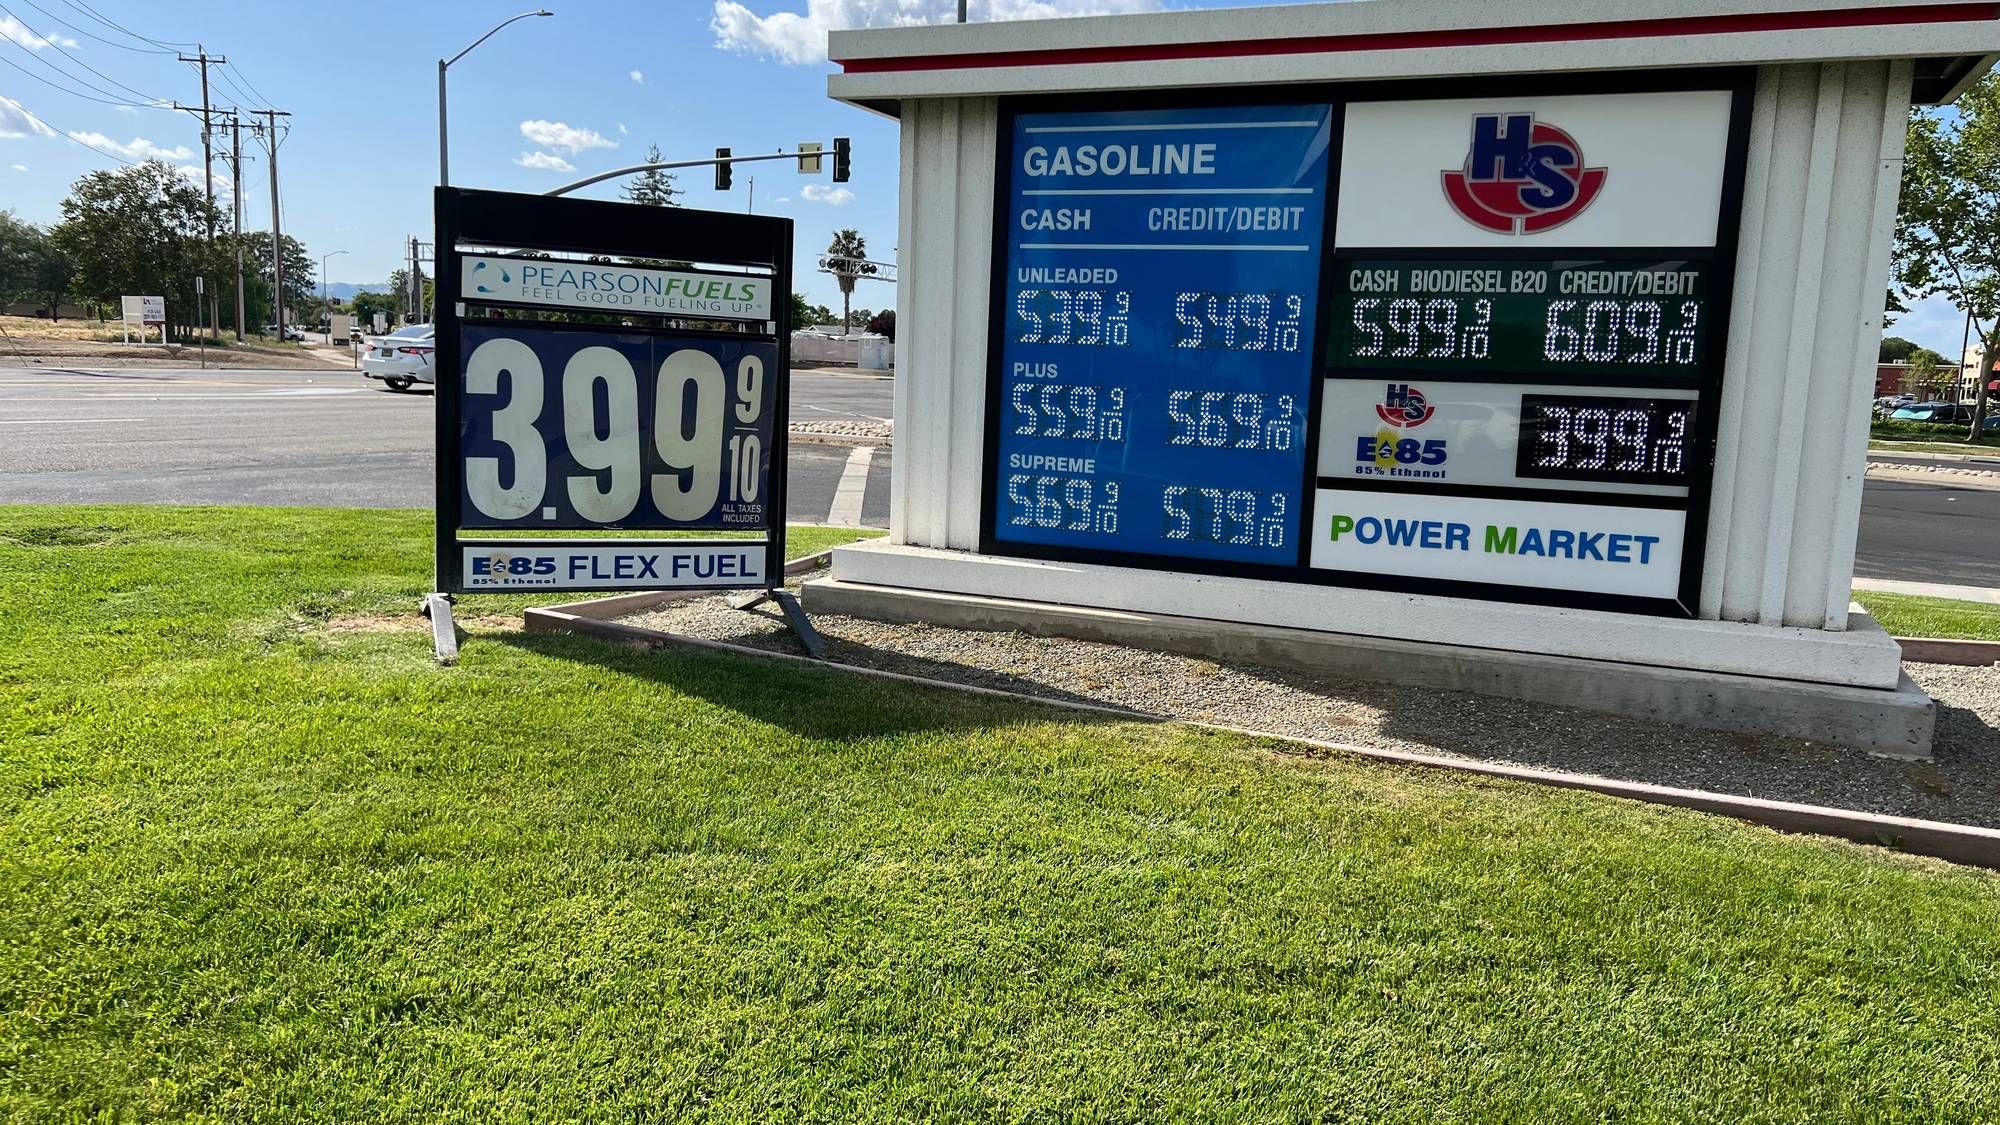 PEARSONFUELS
FEEL GOOD FUELING UP®
3.99 9/10
ALL TAXES
INCLUDED
E85
85% Ethanol
FLEX FUEL
GASOLINE
CASH CREDIT/DEBIT
UNLEADED
539 9/10 549 9/10
PLUS
559 9/10 569 9/10
SUPREME
569 9/10 579 9/10
H&S
CASH BIODIESEL B20 CREDIT/DEBIT
599 9/10 609 9/10
H&S
E85
85% Ethanol
399 9/10
POWER MARKET